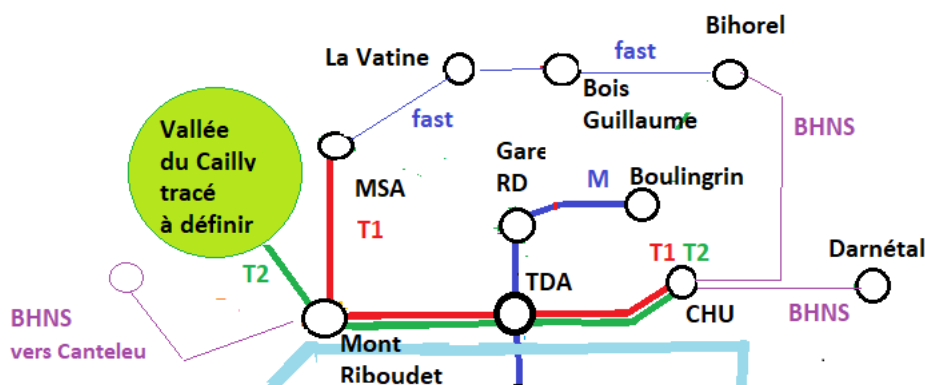 Bihorel
La Vatine
fast
Bois
Guillaume
fast
BHNS
Vallée
du Cailly
tracé
à définir
Gare
RD
M
Boulingrin
MSA
T1
T2
T1 T2
Darnétal
TDA
CHU
BHNS
BHNS
vers Canteleu
Mont
Riboudet